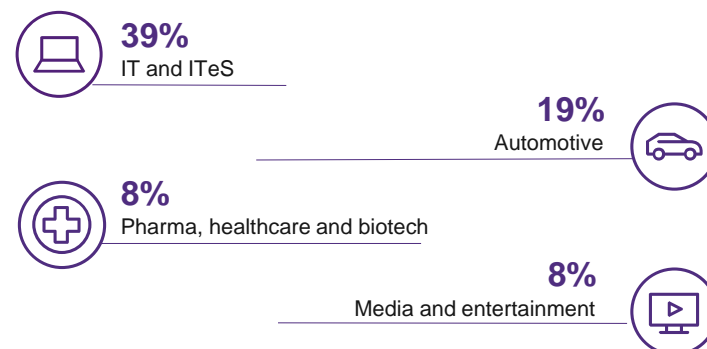 39%
IT and ITeS
19%
Automotive
8%
Pharma, healthcare and biotech
8%
Media and entertainment